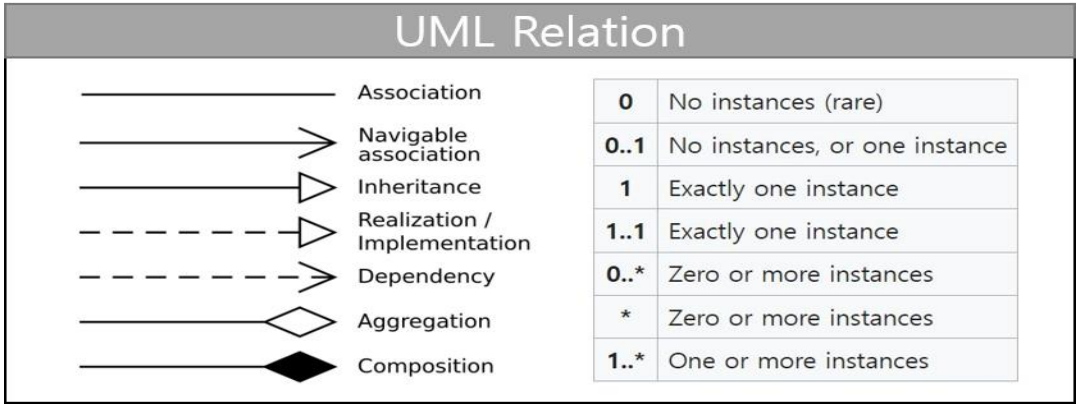 UML Relation
Association
Navigable
association
Inheritance
Realization /
Implementation
Dependency
Aggregation
Composition
0 No instances (rare)
0..1 No instances, or one instance
1 Exactly one instance
1..1 Exactly one instance
0..* Zero or more instances
* Zero or more instances
1..* One or more instances